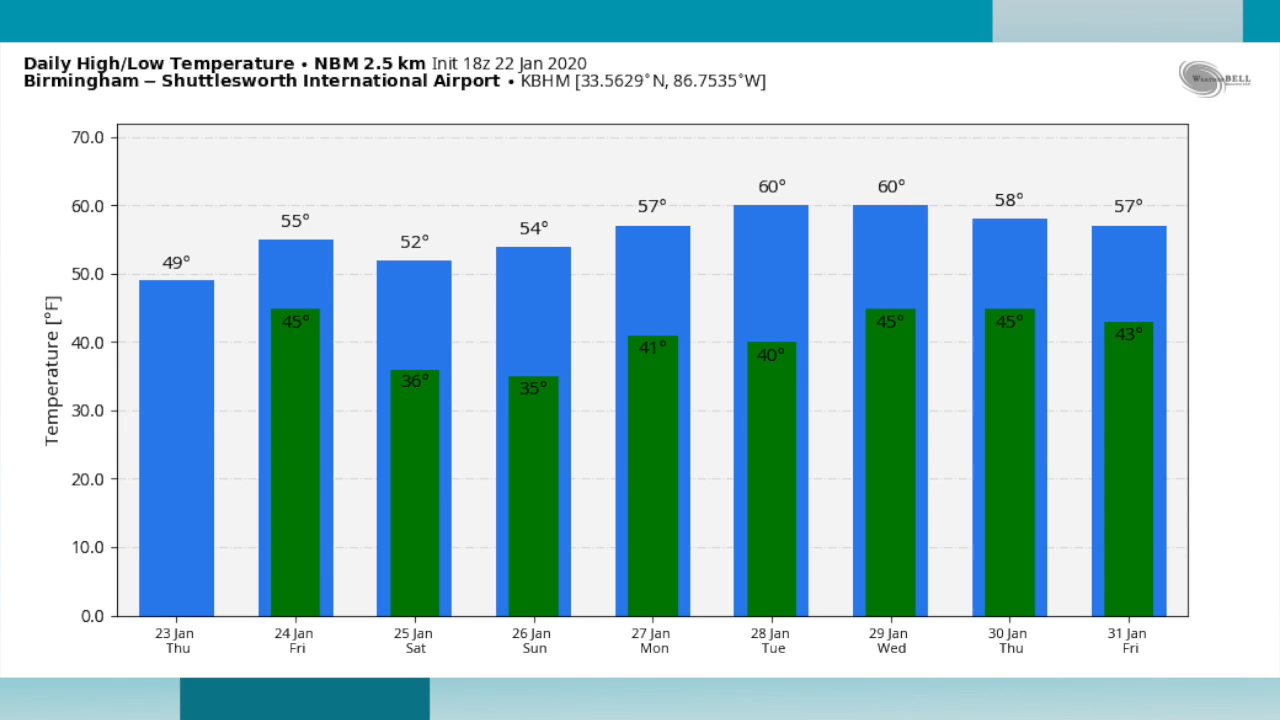 Daily High/Low Temperature • NBM 2.5 km Init 18z 22 Jan 2020
Birmingham – Shuttlesworth International Airport • KBHM [33.5629°N, 86.7535°W]
WeatherBELL
70.0
60.0
50.0
40.0
30.0
20.0
10.0
0.0
Temperature [°F]
49°
55°
52°
54°
57°
60°
60°
58°
57°
45°
36°
35°
41°
40°
45°
45°
43°
23 Jan
Thu
24 Jan
Fri
25 Jan
Sat
26 Jan
Sun
27 Jan
Mon
28 Jan
Tue
29 Jan
Wed
30 Jan
Thu
31 Jan
Fri